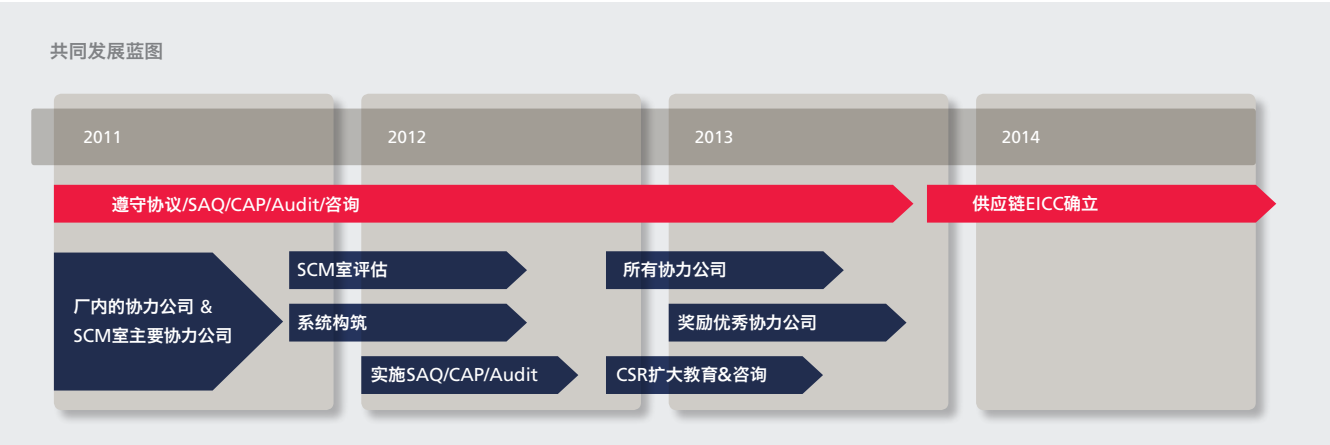 共同发展蓝图
2011
2012
2013
2014
遵守协议/SAQ/CAP/Audit/咨询
供应链EICC确立
厂内的协力公司 &
SCM室主要协力公司
SCM室评估
系统构筑
实施SAQ/CAP/Audit
所有协力公司
奖励优秀协力公司
CSR扩大教育&咨询